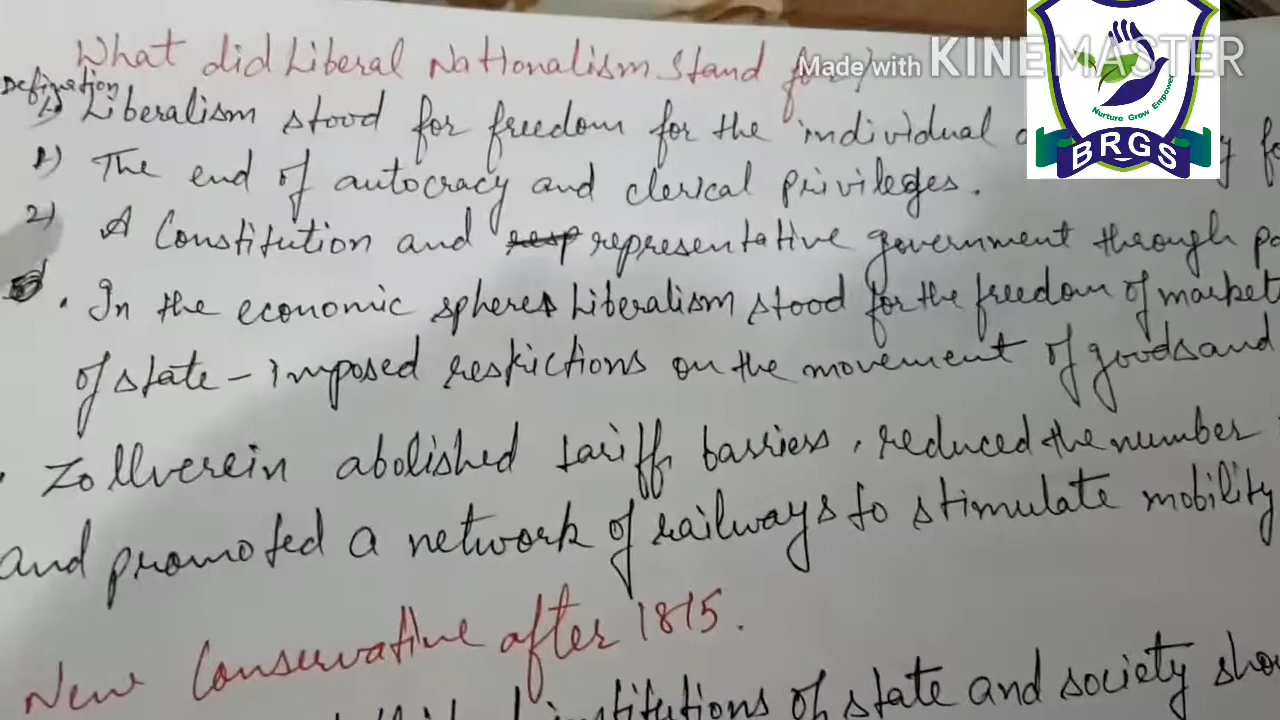 What did Liberal Nationalism Stand for
Made with KINEMASTER
Nurture Grow Empower
BRGS
Defination
1) Liberalism stood for freedom for the individual
1) The end of autocracy and clerical privileges.
2) A Constitution and resp representative government through
. In the economic spheres Liberalism stood for the freedom of market
of state - imposed restrictions on the movement of goods and
. Zollverein abolished tariff barriers, reduced the number
and promoted a network of railways to stimulate mobility
New Conservative after 1815.
institutions of state and society